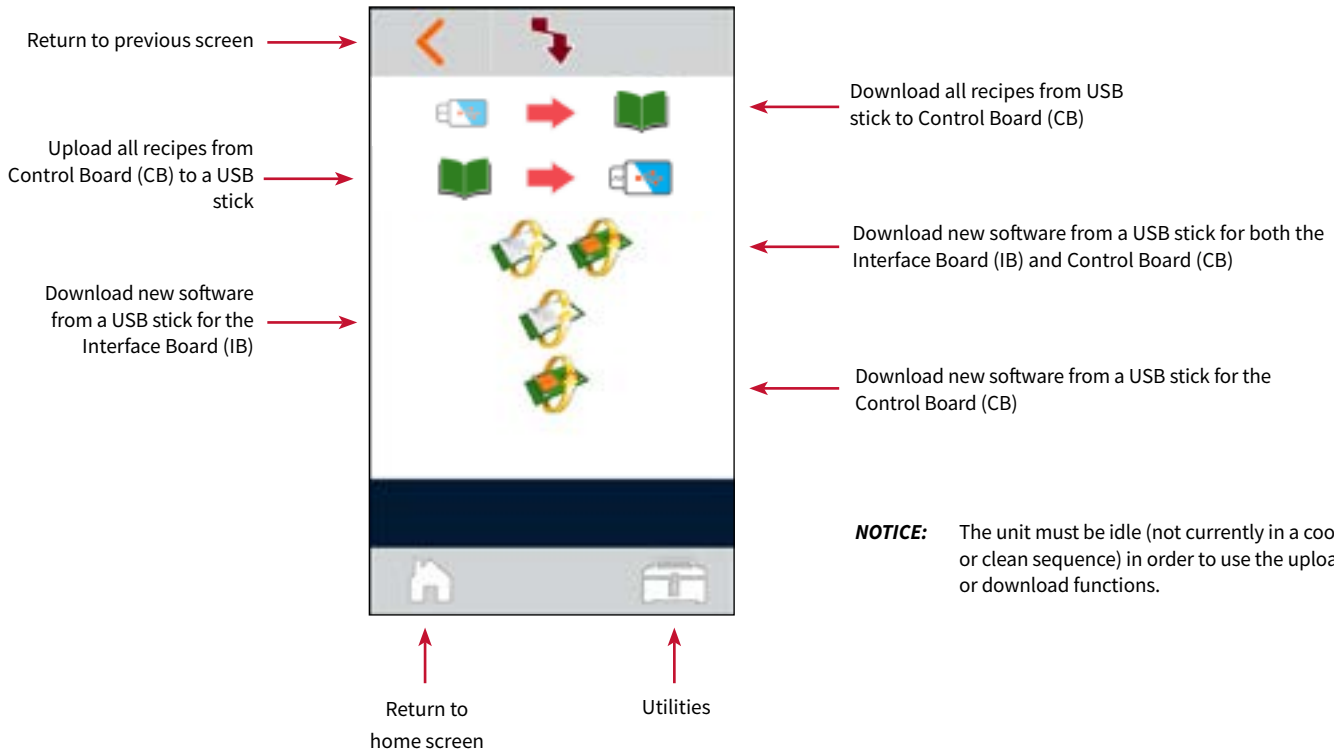 Return to previous screen
Download all recipes from USB
stick to Control Board (CB)
Upload all recipes from
Control Board (CB) to a USB
stick
Download new software from a USB stick for both the
Interface Board (IB) and Control Board (CB)
Download new software
from a USB stick for the
Interface Board (IB)
Download new software from a USB stick for the
Control Board (CB)
NOTICE: The unit must be idle (not currently in a
or clean sequence) in order to use the
or download functions.
Return to
home screen
Utilities